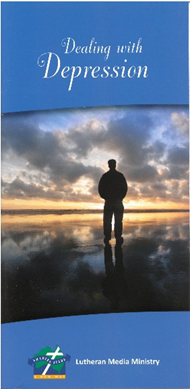 Dealing with
Depression
Lutheran Media Ministry